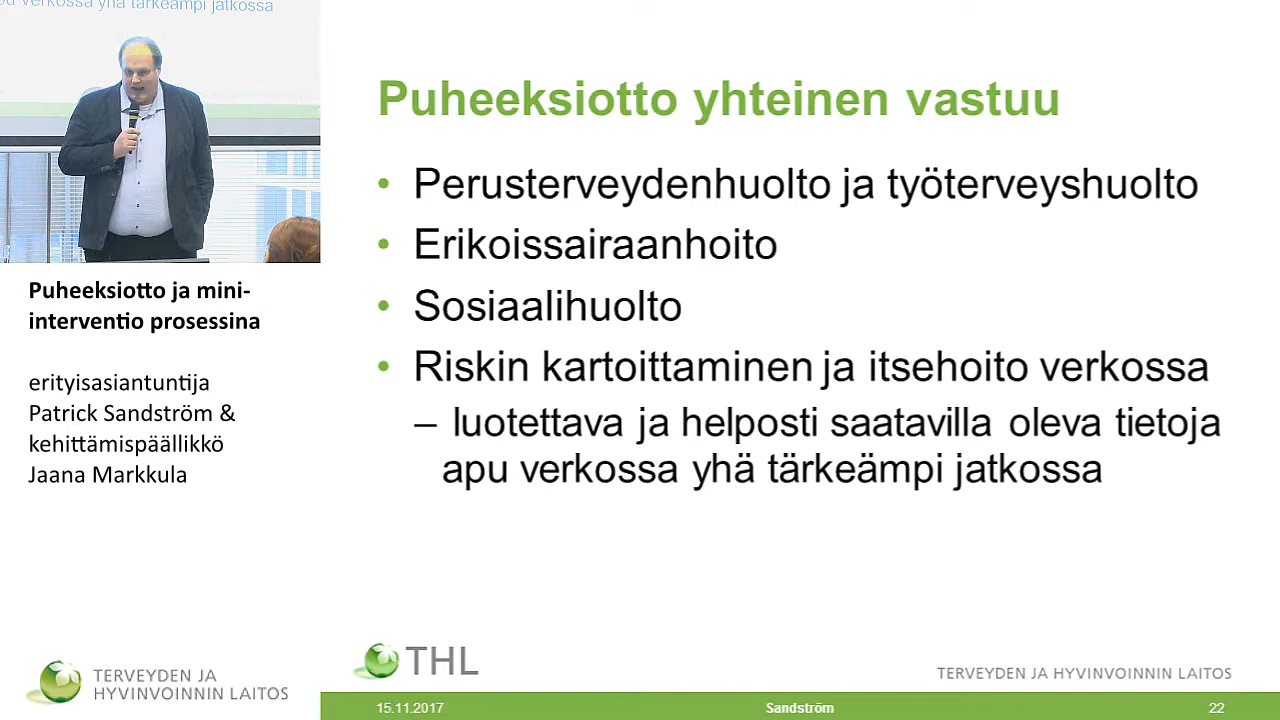 apu verkossa yhä tärkeämpi jatkossa
Puheeksiotto ja mini-
interventio prosessina
erityisasiantuntija
Patrick Sandström &
kehittämispäällikkö
Jaana Markkula
TERVEYDEN JA
HYVINVOINNIN LAITOS
Puheeksiotto yhteinen vastuu
• Perusterveydenhuolto ja työterveyshuolto
• Erikoissairaanhoito
• Sosiaalihuolto
• Riskin kartoittaminen ja itsehoito verkossa
– luotettava ja helposti saatavilla oleva tietoja
apu verkossa yhä tärkeämpi jatkossa
THL
TERVEYDEN JA HYVINVOINNIN LAITOS
15.11.2017 Sandström 22